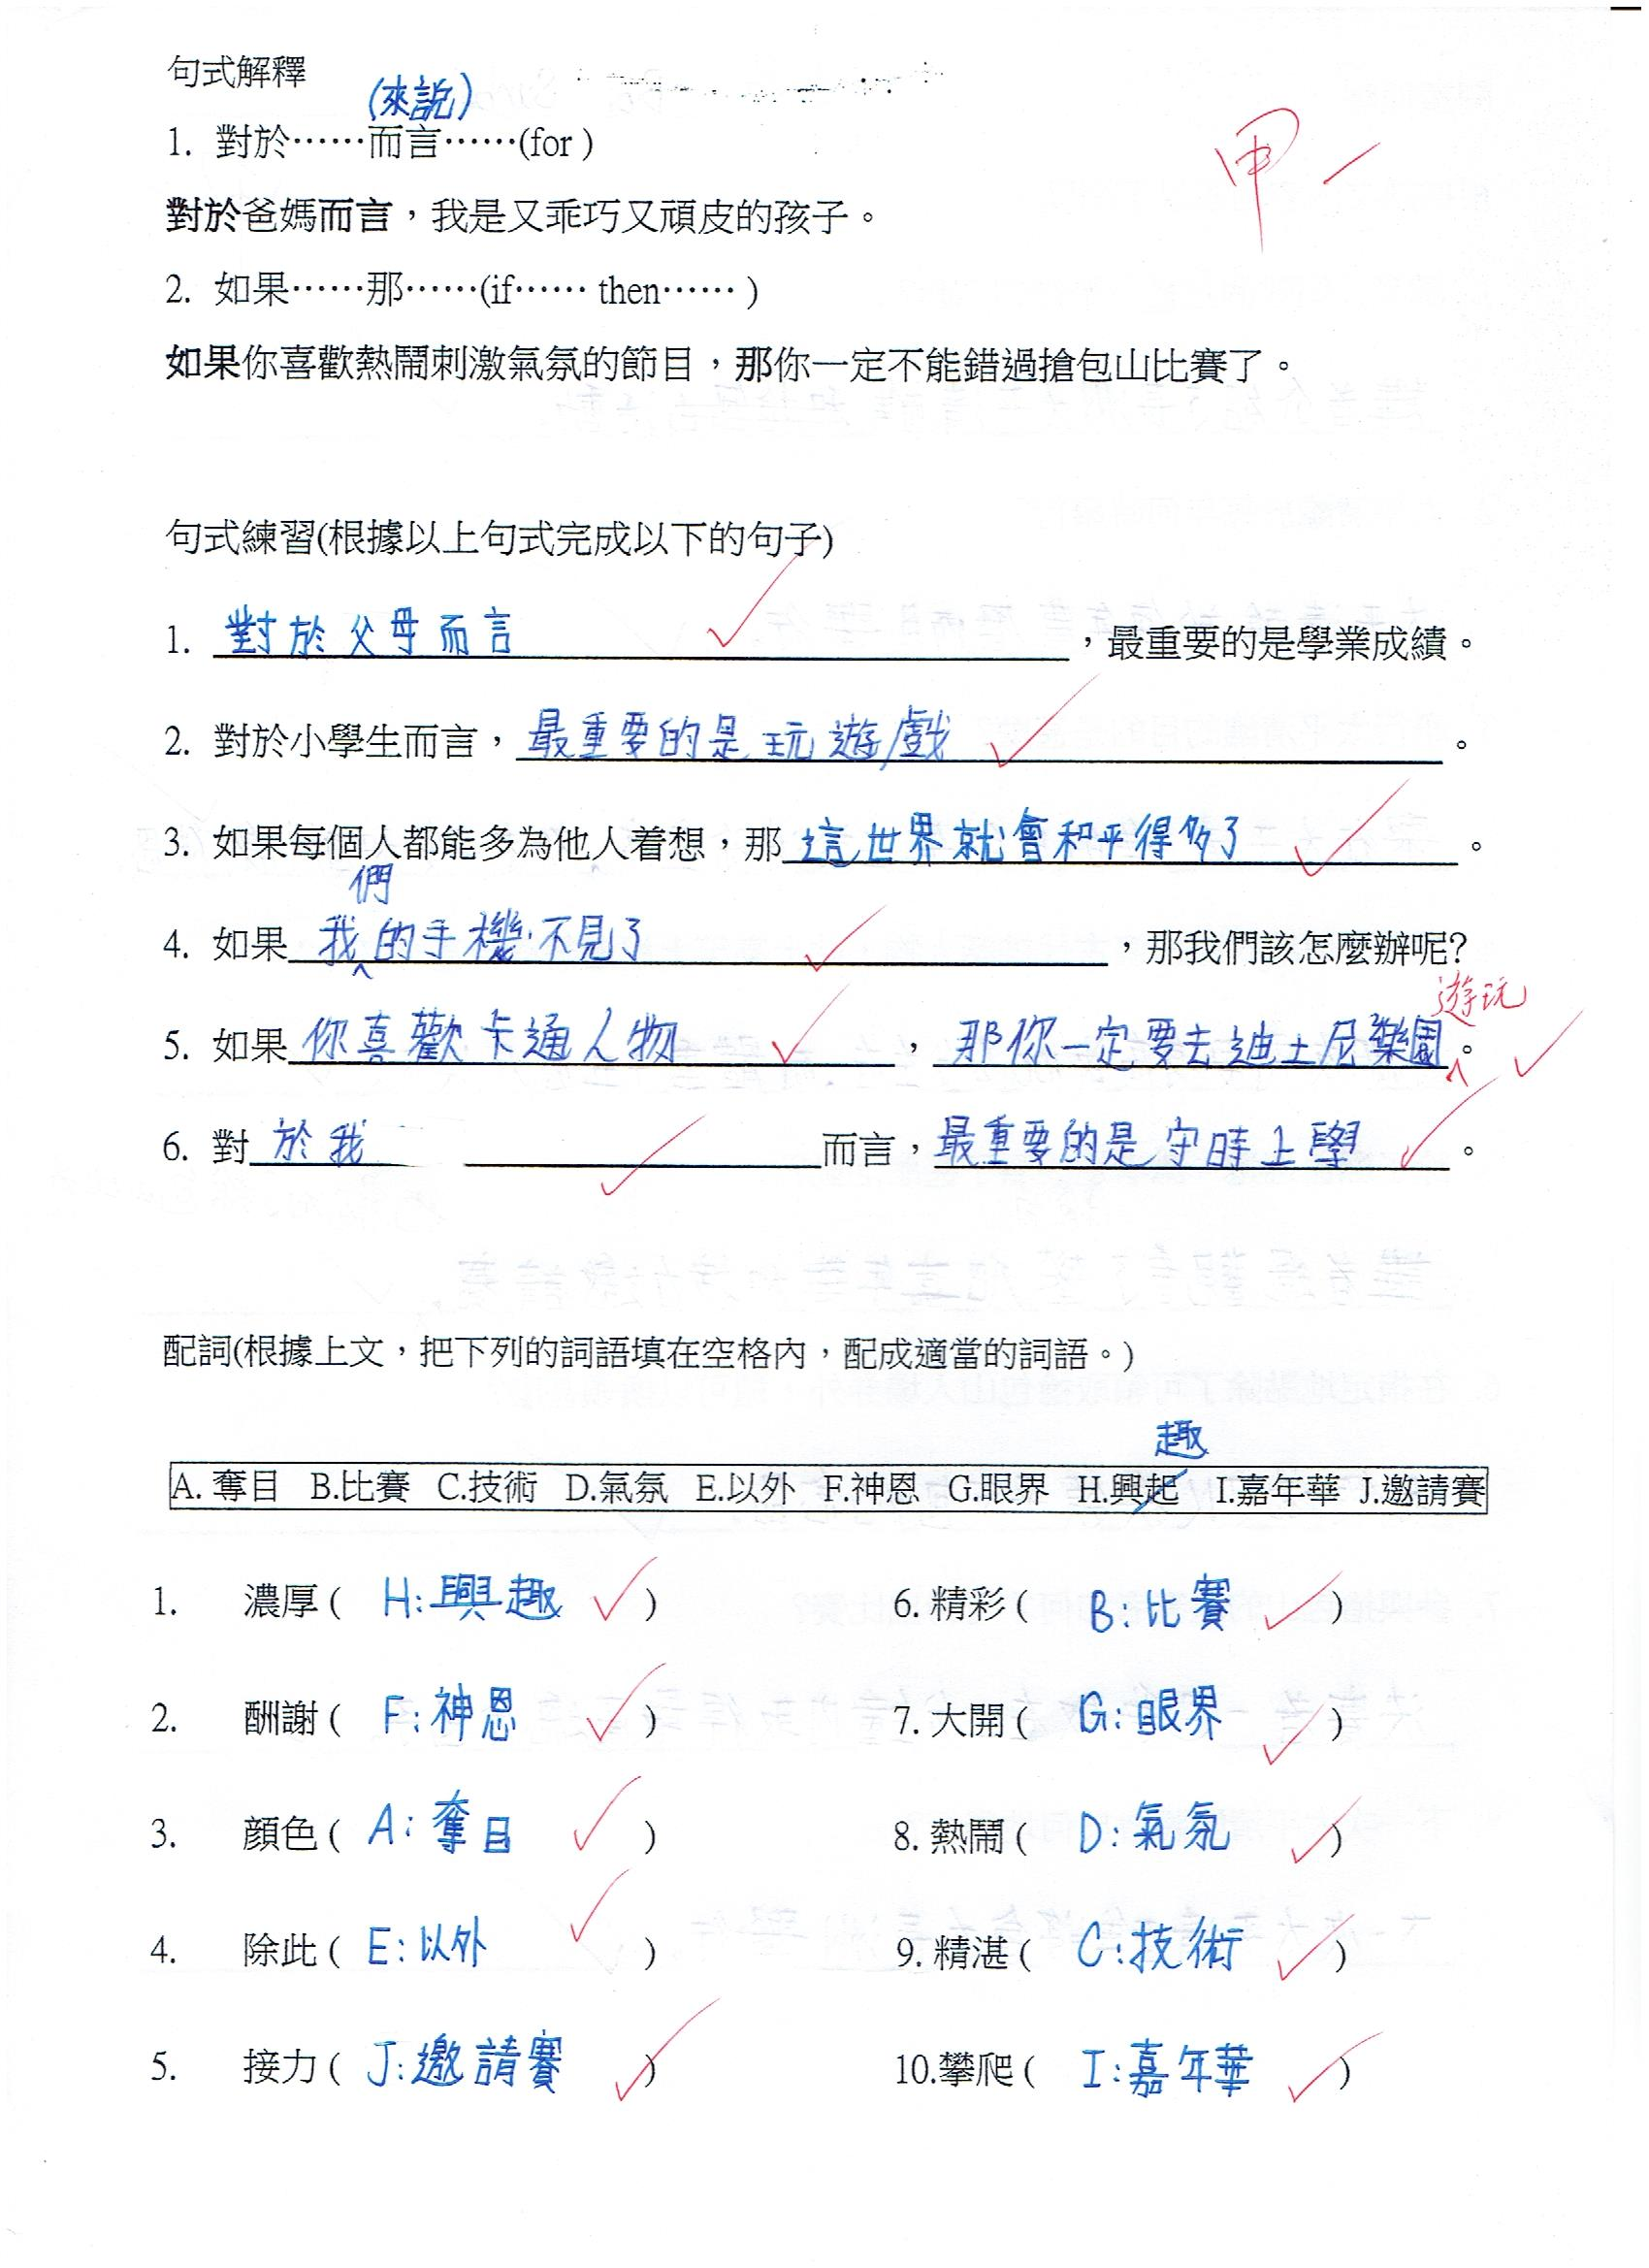 句式解釋
(來説)
1. 對於……而言……(for )
對於爸媽而言，我是又乖巧又頑皮的孩子。
甲-
2. 如果……那……(if…… then…… )
如果你喜歡熱鬧刺激氣氛的節目，那你一定不能錯過搶包山比賽了。
句式練習(根據以上句式完成以下的句子)
1. 對於父母而言，最重要的是學業成績。
2. 對於小學生而言，最重要的是玩遊戲。
3. 如果每個人都能多為他人着想，那這世界就會和平得多了。
們
4. 如果我的手機不見了，那我們該怎麼辦呢?
遊玩
5. 如果你喜歡卡通人物，那你一定要去迪士尼樂園。
6. 對於我而言，最重要的是守時上學。
配詞(根據上文，把下列的詞語填在空格內，配成適當的詞語。)
趣
A. 奪目 B.比賽 C.技術 D.氣氛 E.以外 F.神恩 G.眼界 H.興起 I.嘉年華 J.邀請賽
1. 濃厚 ( H:興趣 ) 6. 精彩 ( B:比賽 )
2. 酬謝 ( F:神恩 ) 7. 大開 ( G:眼界 )
3. 顏色 ( A:奪目 ) 8. 熱鬧 ( D:氣氛 )
4. 除此 ( E:以外 ) 9. 精湛 ( C:技術 )
5. 接力 ( J:邀請賽 ) 10.攀爬 ( I:嘉年華 )